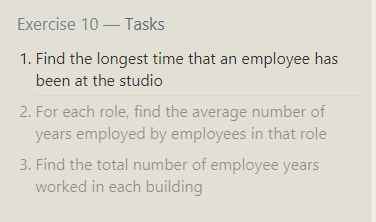 Exercise 10 — Tasks
1. Find the longest time that an employee has
been at the studio
2. For each role, find the average number of
years employed by employees in that role
3. Find the total number of employee years
worked in each building